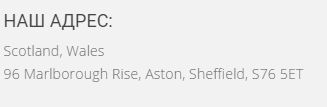 НАШ АДРЕС:
Scotland, Wales
96 Marlborough Rise, Aston, Sheffield, S76 5ET